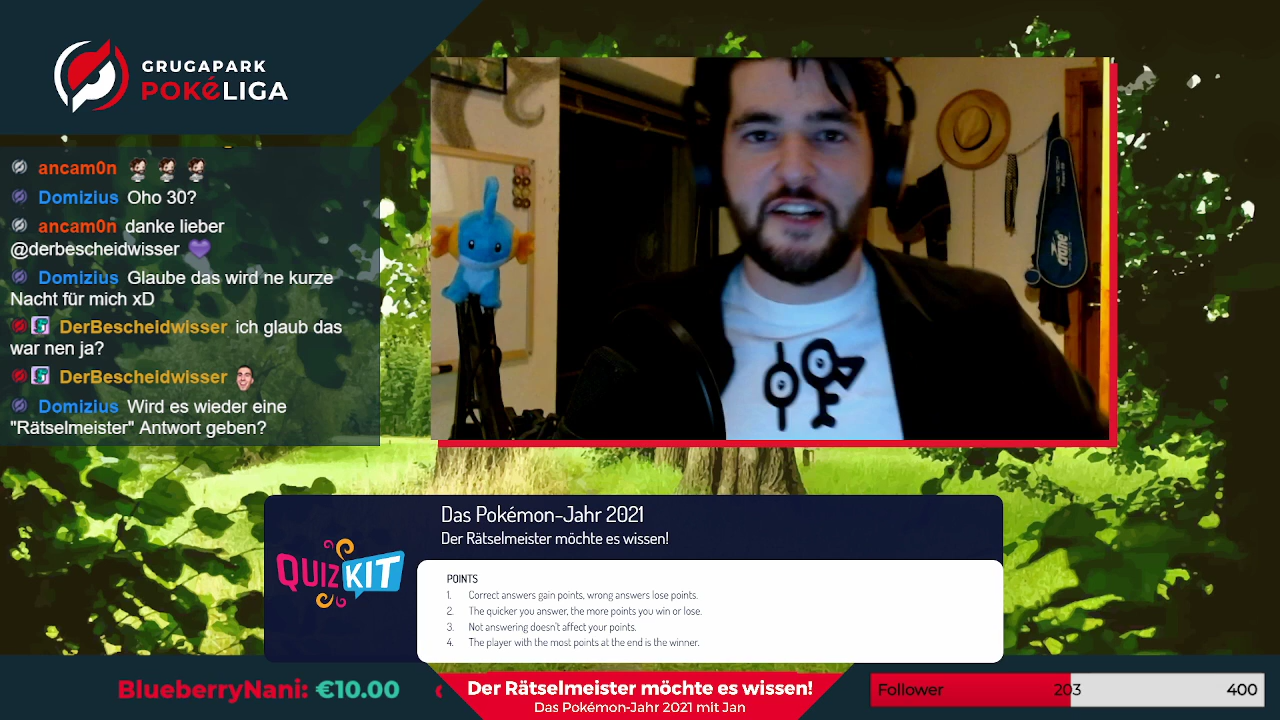 GRUGAPARK
POKéLIGA
ancam0n
Domizius Oho 30?
ancam0n danke lieber
@derbescheidwisser
Domizius Glaube das wird ne kurze
Nacht für mich xD
DerBescheidwisser ich glaub das
war nen ja?
DerBescheidwisser
Domizius Wird es wieder eine
"Rätselmeister" Antwort geben?
crane
Das Pokémon-Jahr 2021
Der Rätselmeister möchte es wissen!
QUIZKIT
POINTS
1. Correct answers gain points, wrong answers lose points.
2. The quicker you answer, the more points you win or lose.
3. Not answering doesn't affect your points.
4. The player with the most points at the end is the winner.
BlueberryNani: €10.00
Der Rätselmeister möchte es wissen!
Das Pokémon-Jahr 2021 mit Jan
Follower 203 400